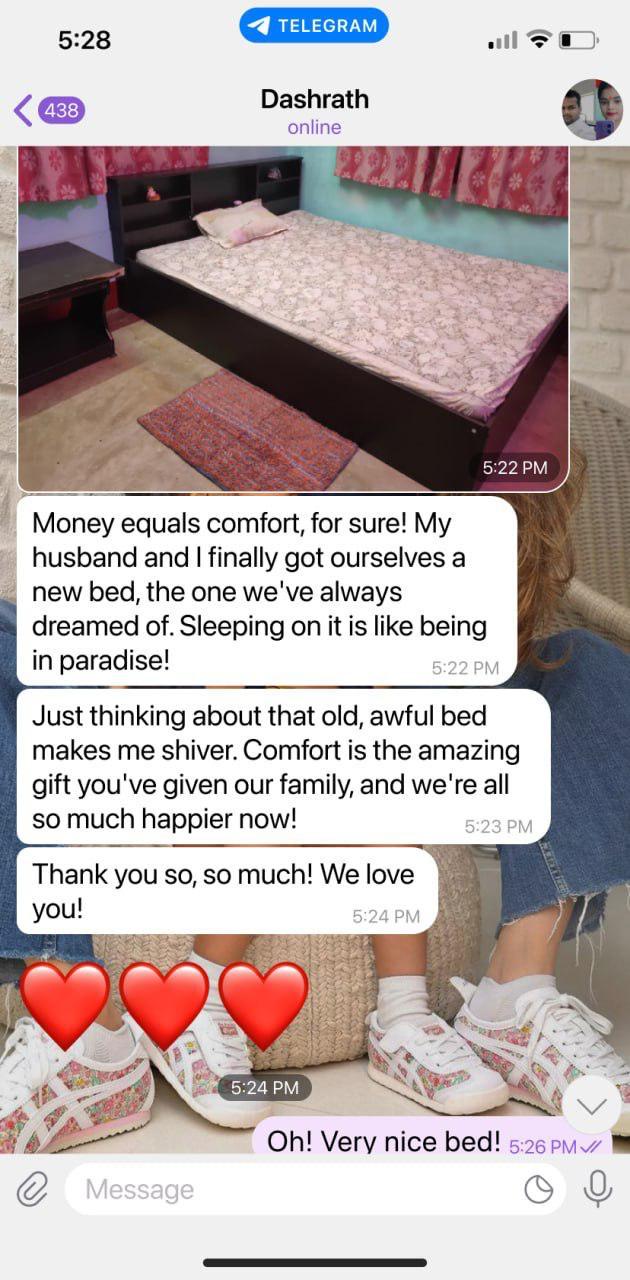 5:28
TELEGRAM
438
Dashrath
online
5:22 PM
Money equals comfort, for sure! My
husband and I finally got ourselves a
new bed, the one we've always
dreamed of. Sleeping on it is like being
in paradise!
5:22 PM
Just thinking about that old, awful bed
makes me shiver. Comfort is the amazing
gift you've given our family, and we're all
so much happier now!
5:23 PM
Thank you so, so much! We love
you!
5:24 PM
5:24 PM
Oh! Very nice bed! 5:26 PM
Message